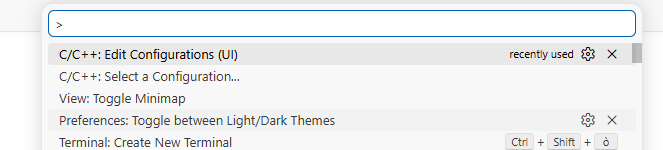 >
C/C++: Edit Configurations (UI) recently used
C/C++: Select a Configuration...
View: Toggle Minimap
Preferences: Toggle between Light/Dark Themes
Terminal: Create New Terminal Ctrl + Shift + ò